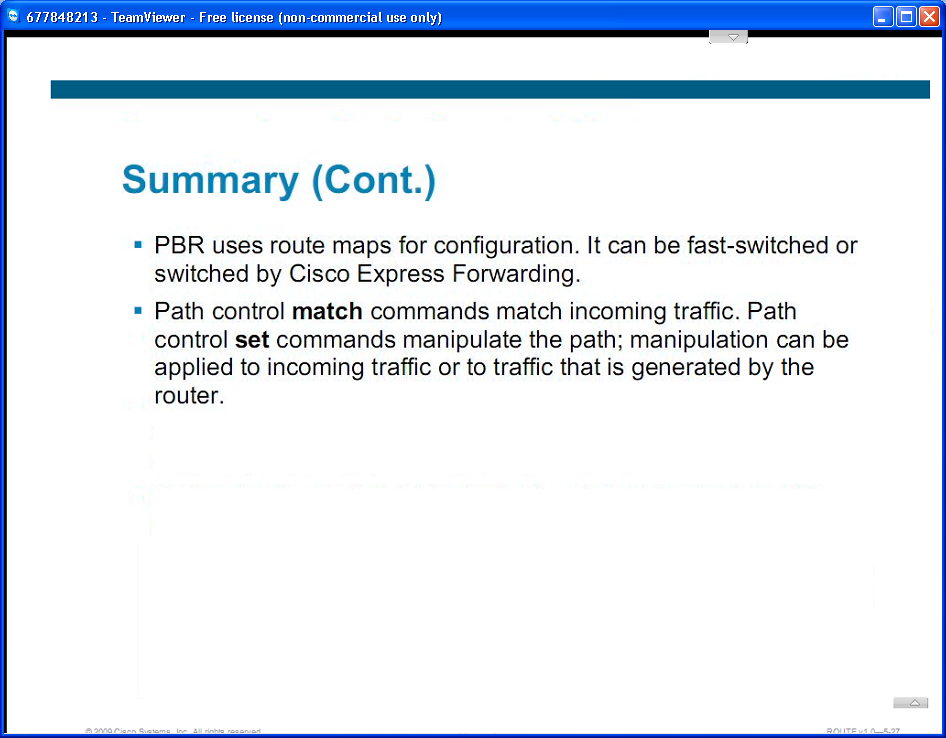 677848213 - TeamViewer - Free license (non-commercial use only)
Summary (Cont.)
PBR uses route maps for configuration. It can be fast-switched or
switched by Cisco Express Forwarding.
Path control match commands match incoming traffic. Path
control set commands manipulate the path; manipulation can be
applied to incoming traffic or to traffic that is generated by the
router.
© 2009 Cisco Systems, Inc. All rights reserved.
ROUTE v1.0—5-27